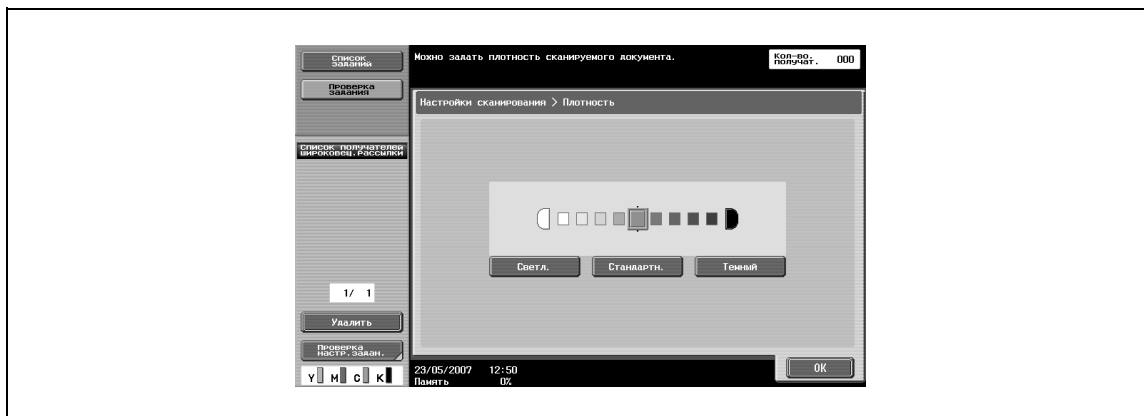 Список
заданий
Можно задать плотность сканируемого документа.
Кол-во.
получат. 000
Проверка
задания
Настройки сканирования > Плотность
Список получателей
широковещ.рассылки
Светл. Стандартн. Темный
1/ 1
Удалить
Проверка
настр.задан.
Y M C K
23/05/2007 12:50
Память 0%
OK